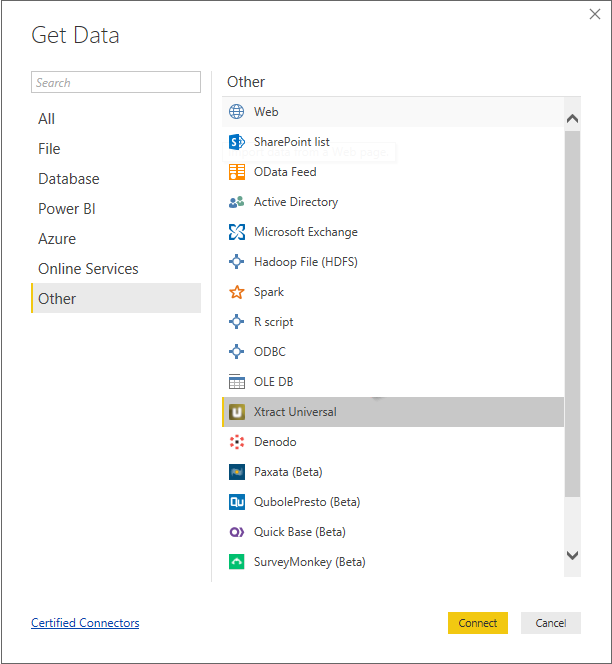 Get Data
Search
All
File
Database
Power BI
Azure
Online Services
Other
Other
Web
SharePoint list
OData Feed
Active Directory
Microsoft Exchange
Hadoop File (HDFS)
Spark
R script
ODBC
OLE DB
Xtract Universal
Denodo
Paxata (Beta)
QubolePresto (Beta)
Quick Base (Beta)
SurveyMonkey (Beta)
Certified Connectors
Connect
Cancel